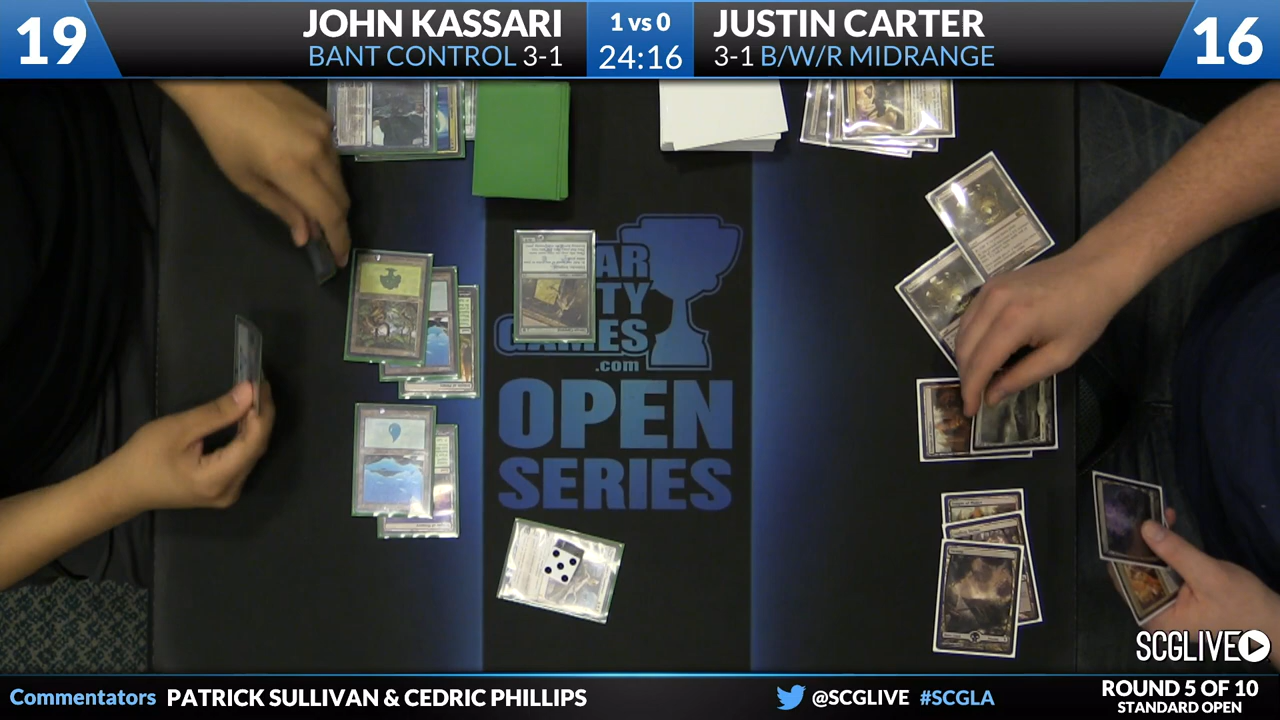 19
JOHN KASSARI
BANT CONTROL 3-1
1 vs 0
24:16
JUSTIN CARTER
3-1 B/W/R MIDRANGE
16
GAMES
.com
OPEN
SERIES
SCGLIVE
Commentators PATRICK SULLIVAN & CEDRIC PHILLIPS
@SCGLIVE #SCGLA
ROUND 5 OF 10
STANDARD OPEN